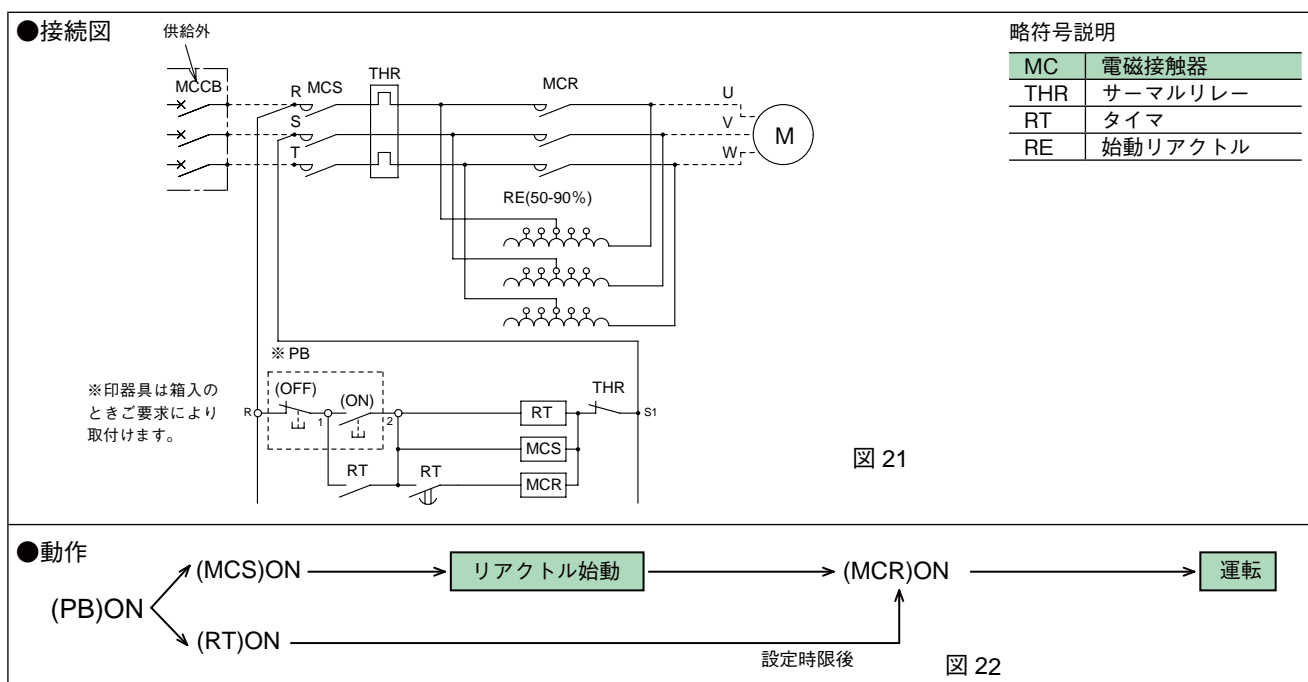 ●接続図
供給外
MCCB
R
MCS
THR
MCR
S
T
U
V
W
M
RE(50-90%)
略符号説明
MC 電磁接触器
THR サーマルリレー
RT タイマ
RE 始動リアクトル
※PB
※印器具は箱入の
ときご要求により
取付けます。
(OFF)
(ON)
R
1
2
RT
THR
S1
MCS
RT
RT
MCR
図 21
●動作
(PB)ON
(MCS)ON
リアクトル始動
(MCR)ON
運転
(RT)ON
設定時限後
図 22